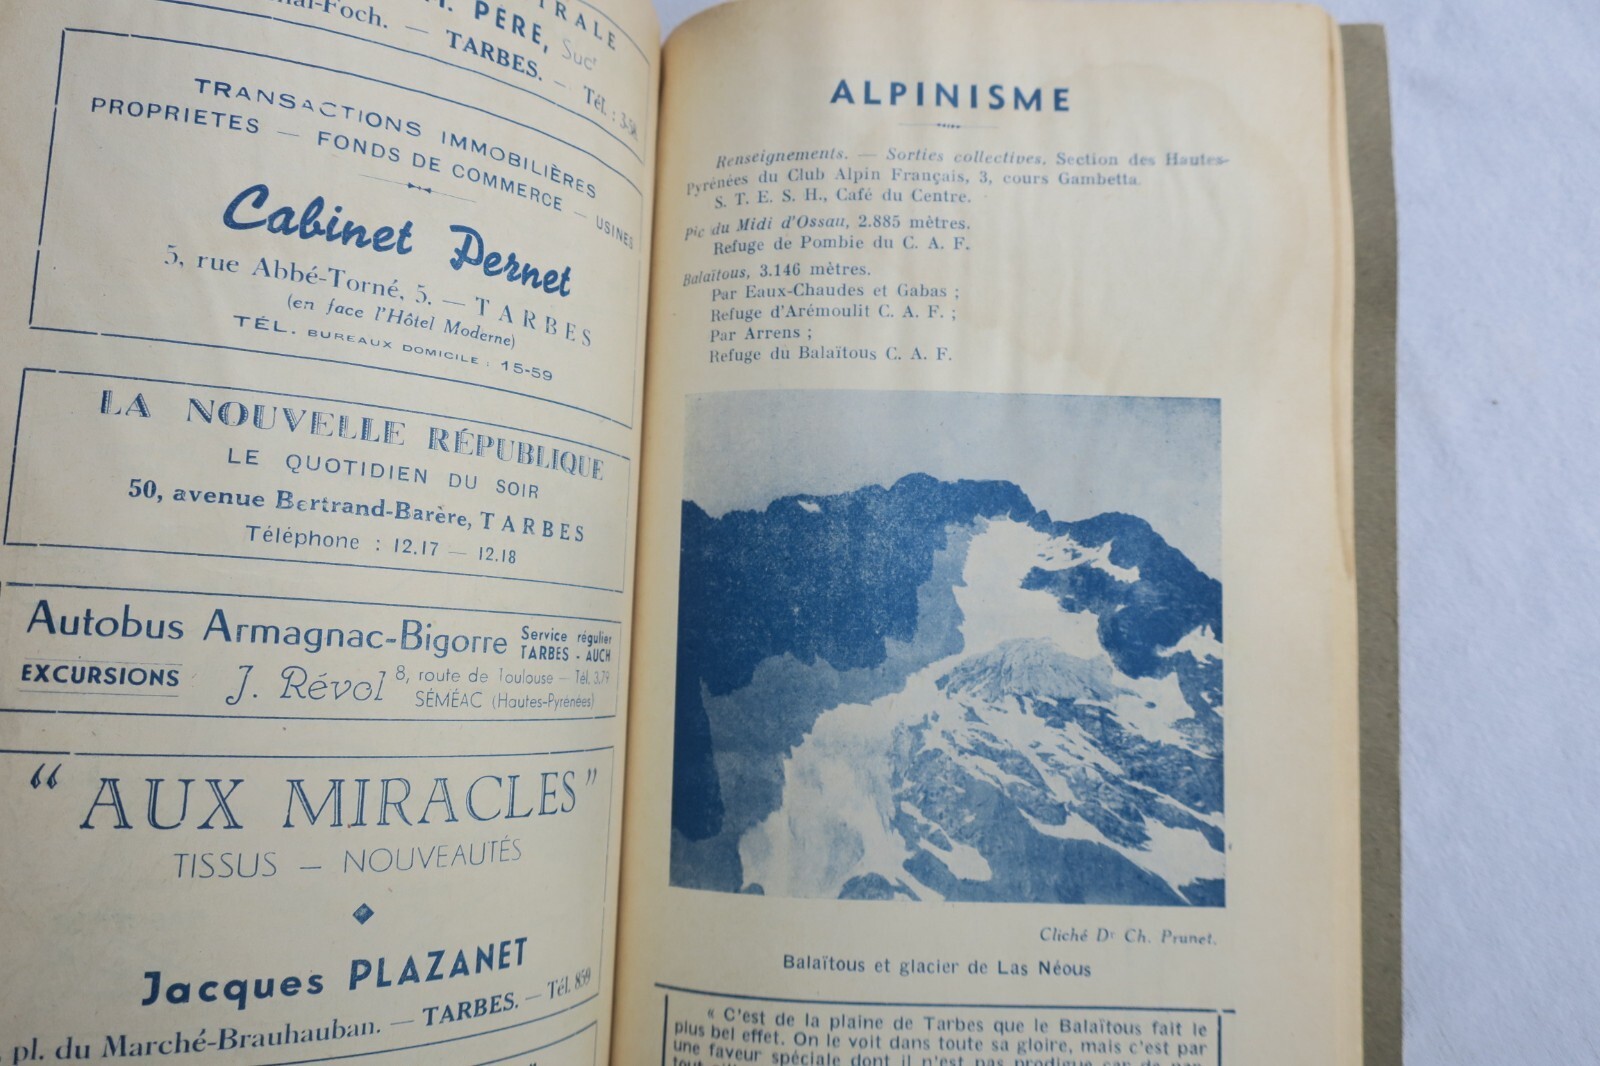 TRALE
PÈRE, Sucr
-Foch. — TARBES. — Tél. : 3-58.
TRANSACTIONS IMMOBILIÈRES
PROPRIETES — FONDS DE COMMERCE — USINES
Cabinet Pernet
5, rue Abbé-Torné, 5. — TARBES
(en face l'Hôtel Moderne)
TÉL. BUREAUX DOMICILE : 15-59
LA NOUVELLE RÉPUBLIQUE
LE QUOTIDIEN DU SOIR
50, avenue Bertrand-Barère, TARBES
Téléphone : 12.17 — 12.18
Autobus Armagnac-Bigorre Service régulier
TARBES - AUCH
EXCURSIONS J. Révol 8, route de Toulouse — Tél. 3.79
SÉMÉAC (Hautes-Pyrénées)
“ AUX MIRACLES ”
TISSUS — NOUVEAUTÉS
Jacques PLAZANET
pl. du Marché-Brauhauban. — TARBES. — Tél. 859
ALPINISME
Renseignements. — Sorties collectives, Section des Hautes-
Pyrénées du Club Alpin Français, 3, cours Gambetta.
S. T. E. S. H., Café du Centre.
Pic du Midi d'Ossau, 2.885 mètres.
Refuge de Pombie du C. A. F.
Balaïtous, 3.146 mètres.
Par Eaux-Chaudes et Gabas ;
Refuge d'Arémoulit C. A. F. ;
Par Arrens ;
Refuge du Balaïtous C. A. F.
Cliché Dr Ch. Prunet.
Balaïtous et glacier de Las Néous
« C'est de la plaine de Tarbes que le Balaïtous fait le
plus bel effet. On le voit dans toute sa gloire, mais c'est par
une faveur spéciale dont il n'est pas prodigue car de